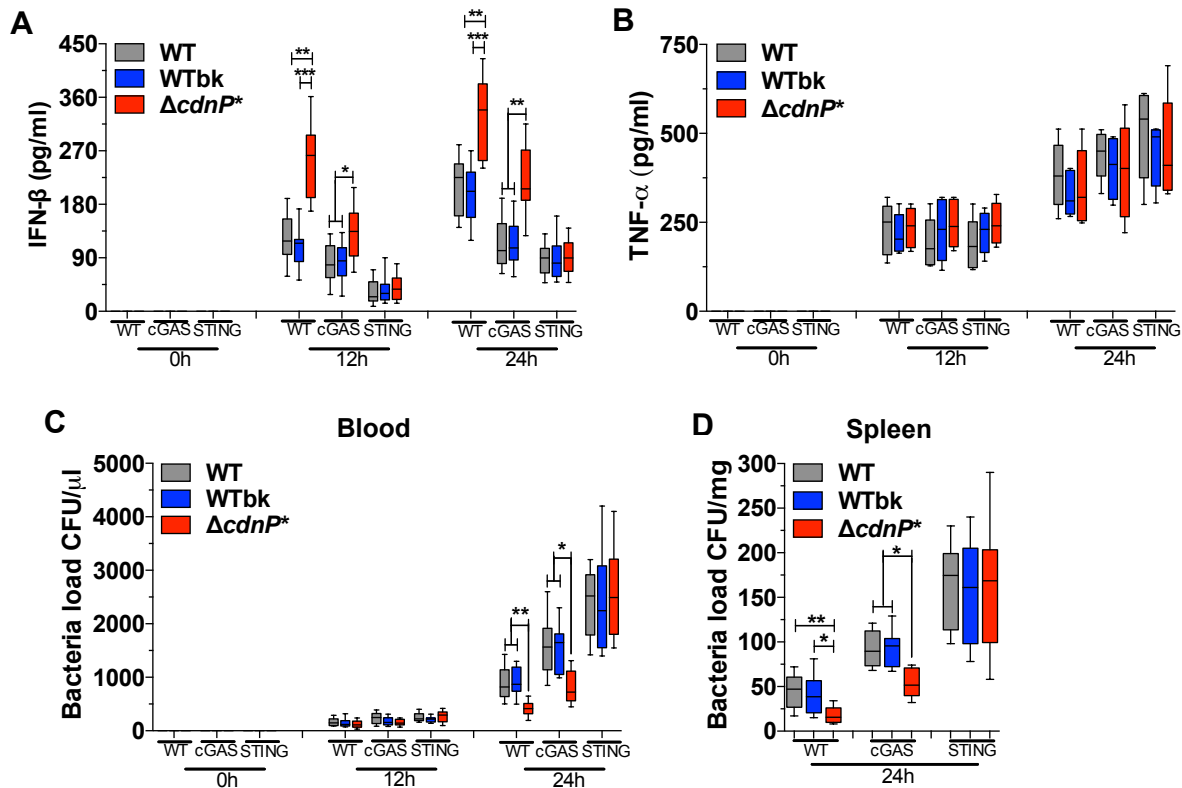 A
IFN-β (pg/ml)
450
360
270
180
90
0
WT
WTbk
ΔcdnP*
**
***
*
**
***
**
WT cGAS STING WT cGAS STING WT cGAS STING
0h 12h 24h
B
TNF-α (pg/ml)
750
500
250
0
WT
WTbk
ΔcdnP*
WT cGAS STING WT cGAS STING WT cGAS STING
0h 12h 24h
C
Blood
Bacteria load CFU/µl
5000
4000
3000
2000
1000
0
WT
WTbk
ΔcdnP*
**
*
WT cGAS STING WT cGAS STING WT cGAS STING
0h 12h 24h
D
Spleen
Bacteria load CFU/mg
300
250
200
150
100
50
0
WT
WTbk
ΔcdnP*
**
*
*
WT cGAS STING
24h